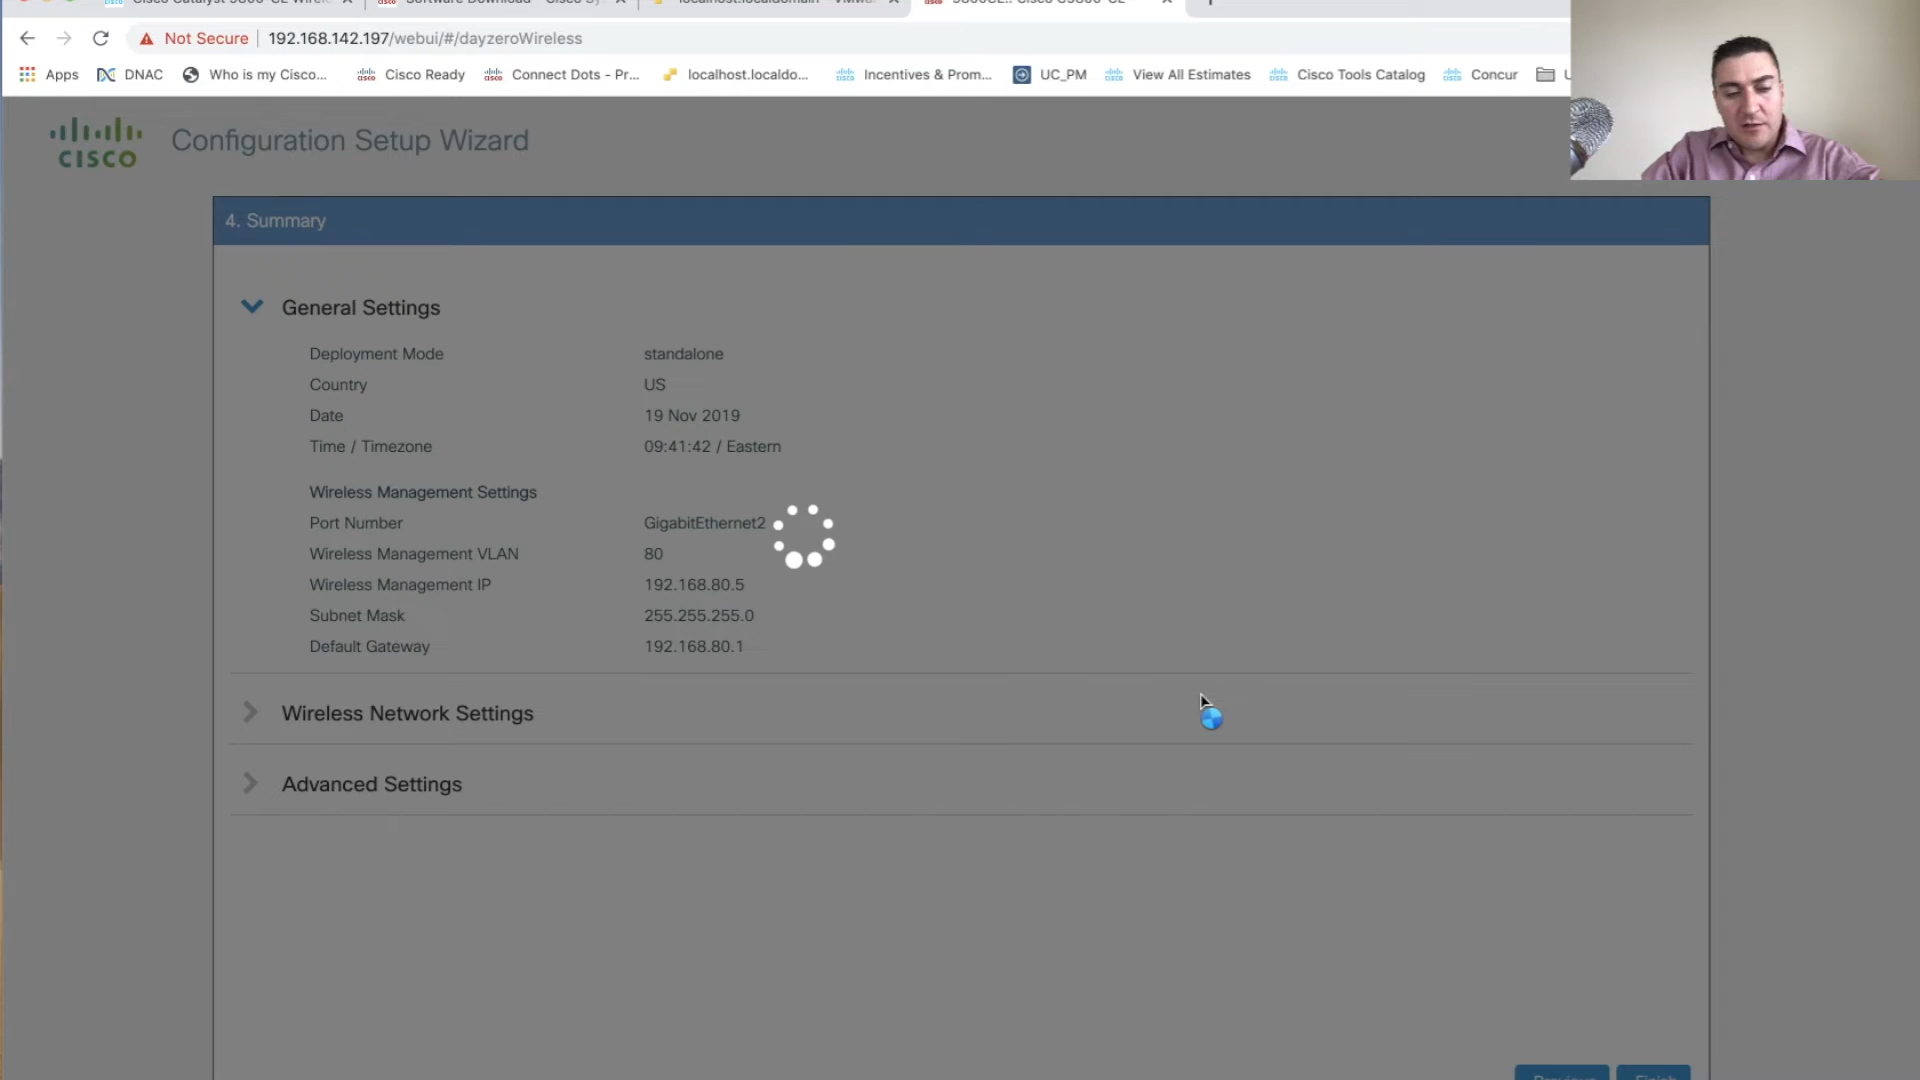 Not Secure 192.168.142.197/webui/#/dayzeroWireless
Apps DNAC Who is my Cisco... Cisco Ready Connect Dots - Pr... localhost.localdo... Incentives & Prom... UC_PM View All Estimates Cisco Tools Catalog Concur
CISCO Configuration Setup Wizard
4. Summary
General Settings
Deployment Mode standalone
Country US
Date 19 Nov 2019
Time / Timezone 09:41:42 / Eastern
Wireless Management Settings
Port Number GigabitEthernet2
Wireless Management VLAN 80
Wireless Management IP 192.168.80.5
Subnet Mask 255.255.255.0
Default Gateway 192.168.80.1
Wireless Network Settings
Advanced Settings